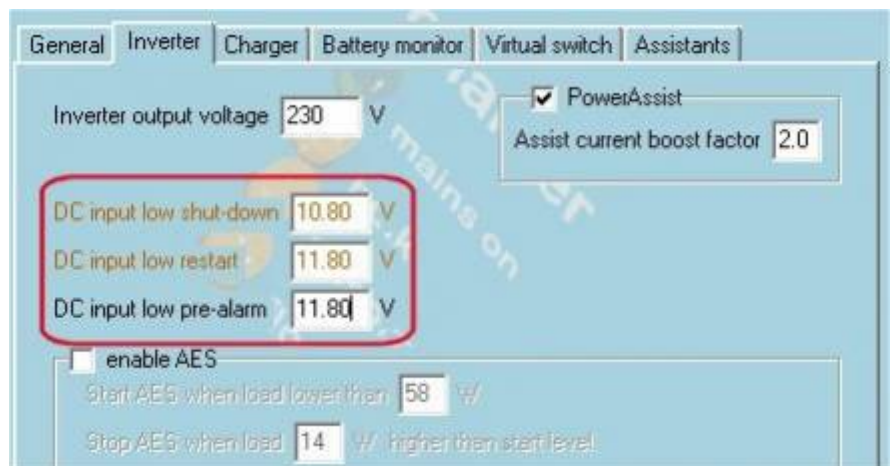 General Inverter Charger Battery monitor Virtual switch Assistants
Inverter output voltage 230 V
PowerAssist
Assist current boost factor 2.0
DC input low shut-down 10.80 V
DC input low restart 11.80 V
DC input low pre-alarm 11.80 V
enable AES
Start AES when load lower than 58 W
Stop AES when load 14 W higher than start level.
mains on